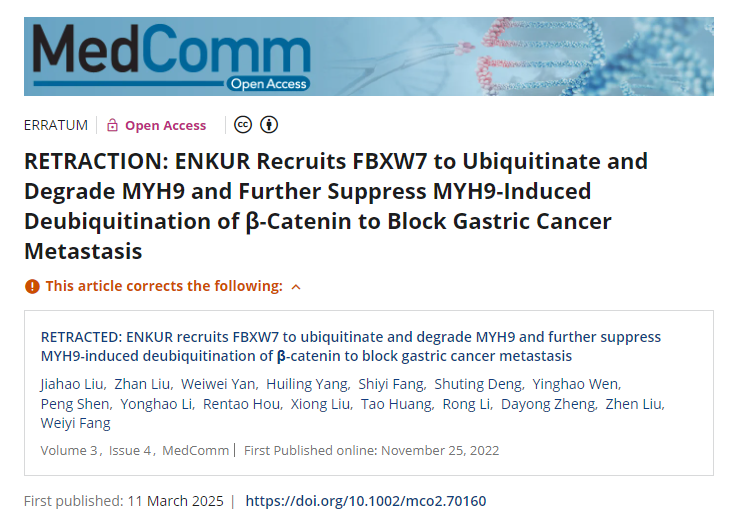 MedComm
Open Access
ERRATUM Open Access
RETRACTION: ENKUR Recruits FBXW7 to Ubiquitinate and
Degrade MYH9 and Further Suppress MYH9-Induced
Deubiquitination of β-Catenin to Block Gastric Cancer
Metastasis
This article corrects the following:
RETRACTED: ENKUR recruits FBXW7 to ubiquitinate and degrade MYH9 and further suppress
MYH9-induced deubiquitination of β-catenin to block gastric cancer metastasis
Jiahao Liu, Zhan Liu, Weiwei Yan, Huiling Yang, Shiyi Fang, Shuting Deng, Yinghao Wen,
Peng Shen, Yonghao Li, Rentao Hou, Xiong Liu, Tao Huang, Rong Li, Dayong Zheng, Zhen Liu,
Weiyi Fang
Volume 3, Issue 4, MedComm | First Published online: November 25, 2022
First published: 11 March 2025 | https://doi.org/10.1002/mco2.70160